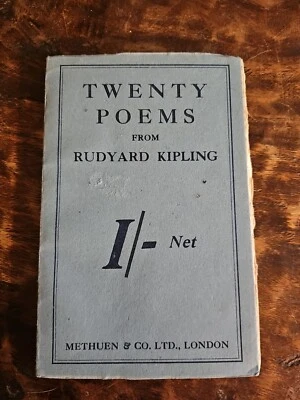 TWENTY
POEMS
FROM
RUDYARD KIPLING
1/- Net
METHUEN & CO. LTD., LONDON